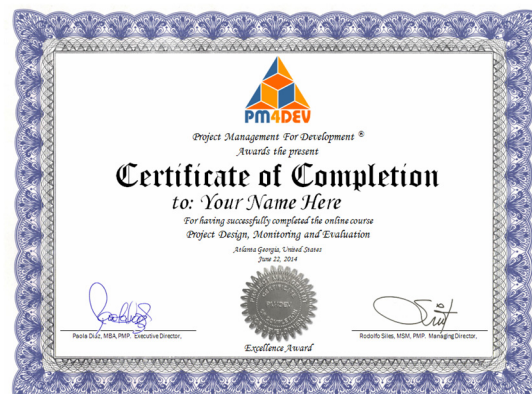 PM4DEV
Project Management For Development ®
Awards the present
Certificate of Completion
to: Your Name Here
For having successfully completed the online course
Project Design, Monitoring and Evaluation
Atlanta Georgia, United States
June 22, 2014
Paola Diaz, MBA, PMP. Executive Director,
Rodolfo Siles, MSM, PMP. Managing Director,
Excellence Award